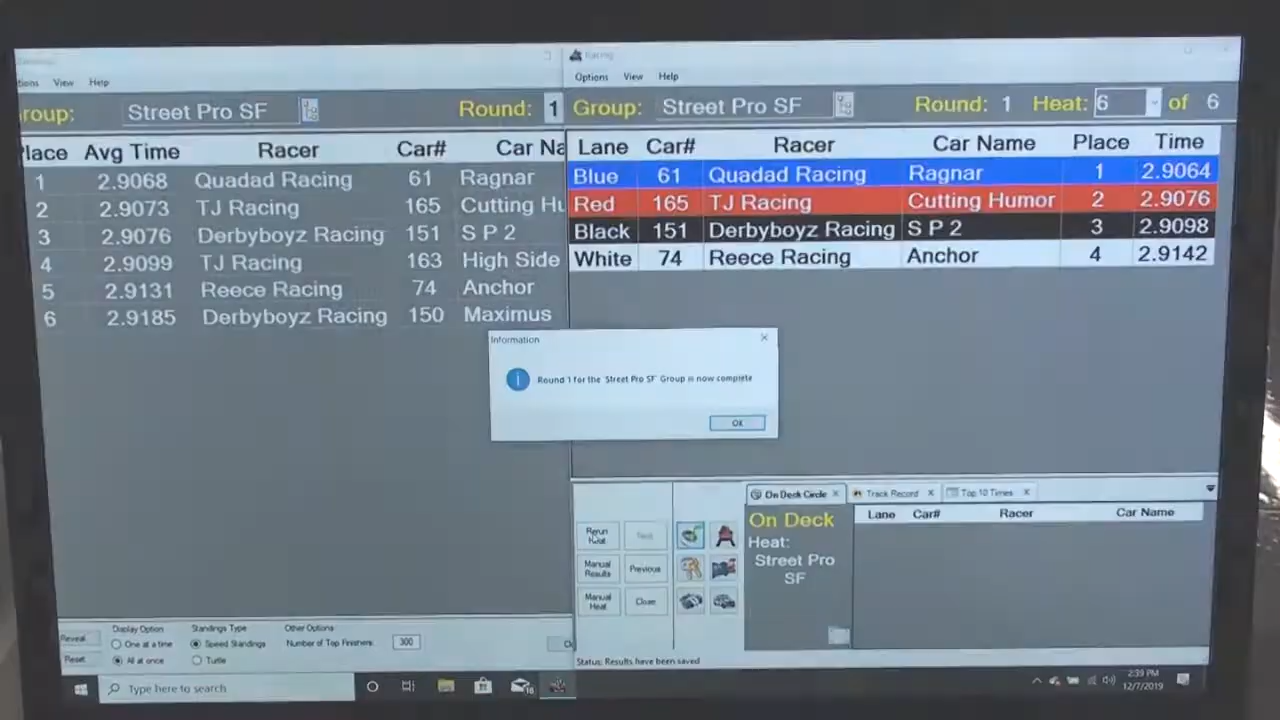 Options View Help
Group: Street Pro SF Round: 1
Place Avg Time Racer Car# Car Na
1 2.9068 Quadad Racing 61 Ragnar
2 2.9073 TJ Racing 165 Cutting Hu
3 2.9076 Derbyboyz Racing 151 S P 2
4 2.9099 TJ Racing 163 High Side
5 2.9131 Reece Racing 74 Anchor
6 2.9185 Derbyboyz Racing 150 Maximus
Reveal
Reset
Display Option
One at a time
All at once
Standings Type
Speed Standings
Turtle
Other Options
Number of Top Finishers: 300
Racing
Options View Help
Group: Street Pro SF Round: 1 Heat: 6 of 6
Lane Car# Racer Car Name Place Time
Blue 61 Quadad Racing Ragnar 1 2.9064
Red 165 TJ Racing Cutting Humor 2 2.9076
Black 151 Derbyboyz Racing S P 2 3 2.9098
White 74 Reece Racing Anchor 4 2.9142
Information
Round 1 for the 'Street Pro SF' Group is now complete
OK
Rerun Heat
Manual Results Previous
Manual Heat Close
On Deck Circle Track Record Top 10 Times
On Deck
Heat:
Street Pro
SF
Lane Car# Racer Car Name
Status: Results have been saved
Type here to search
2:39 PM
12/7/2019